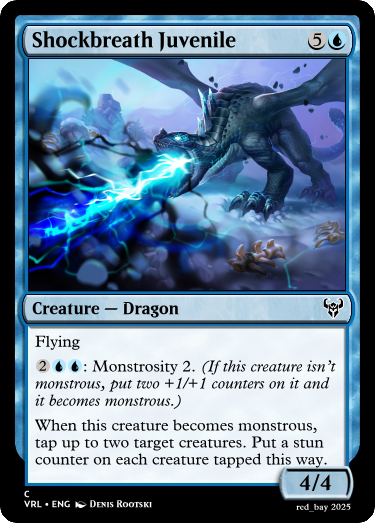 Shockbreath Juvenile 5
Creature — Dragon
Flying
2: Monstrosity 2. (If this creature isn't
monstrous, put two +1/+1 counters on it and
it becomes monstrous.)
When this creature becomes monstrous,
tap up to two target creatures. Put a stun
counter on each creature tapped this way.
4/4
C
VRL • ENG Denis Rootski
red_bay 2025